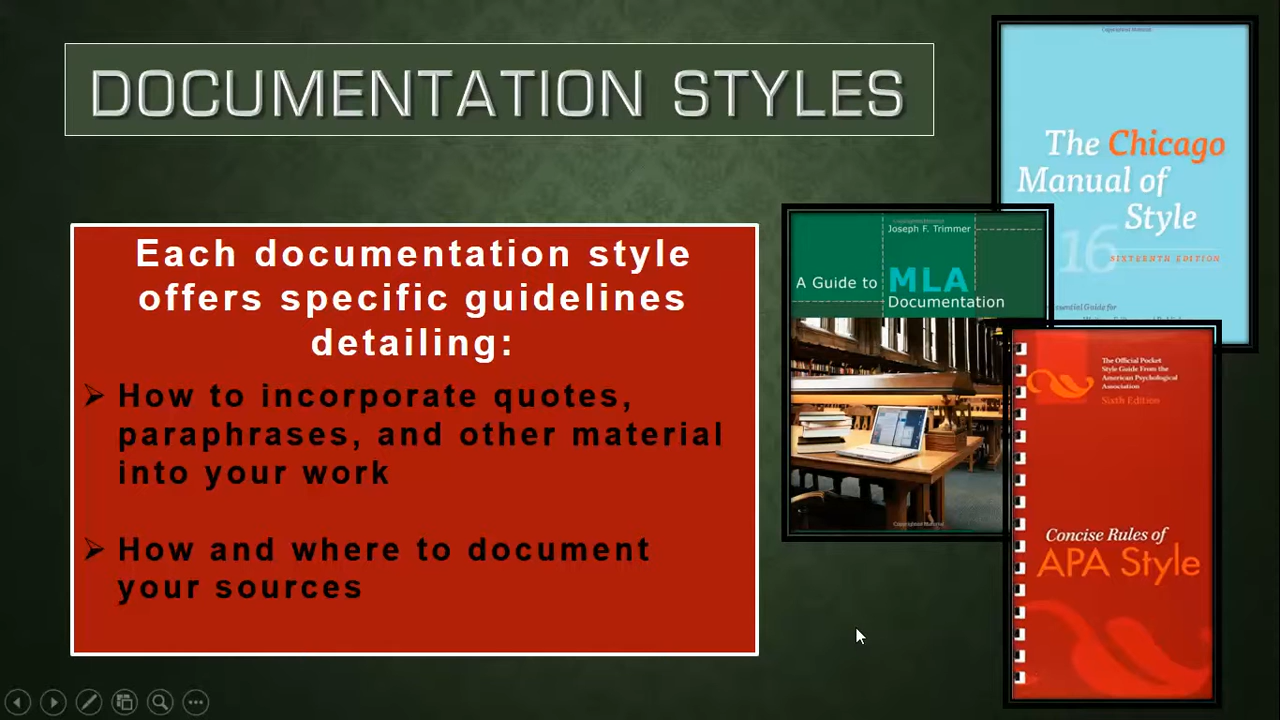 DOCUMENTATION STYLES
Each documentation style
offers specific guidelines
detailing:
How to incorporate quotes,
paraphrases, and other material
into your work
How and where to document
your sources
The Chicago
Manual of
Style
16
SIXTEENTH EDITION
Joseph F. Trimmer
A Guide to MLA
Documentation
The Official Pocket
Style Guide From the
American Psychological
Association
Sixth Edition
Concise Rules of
APA Style